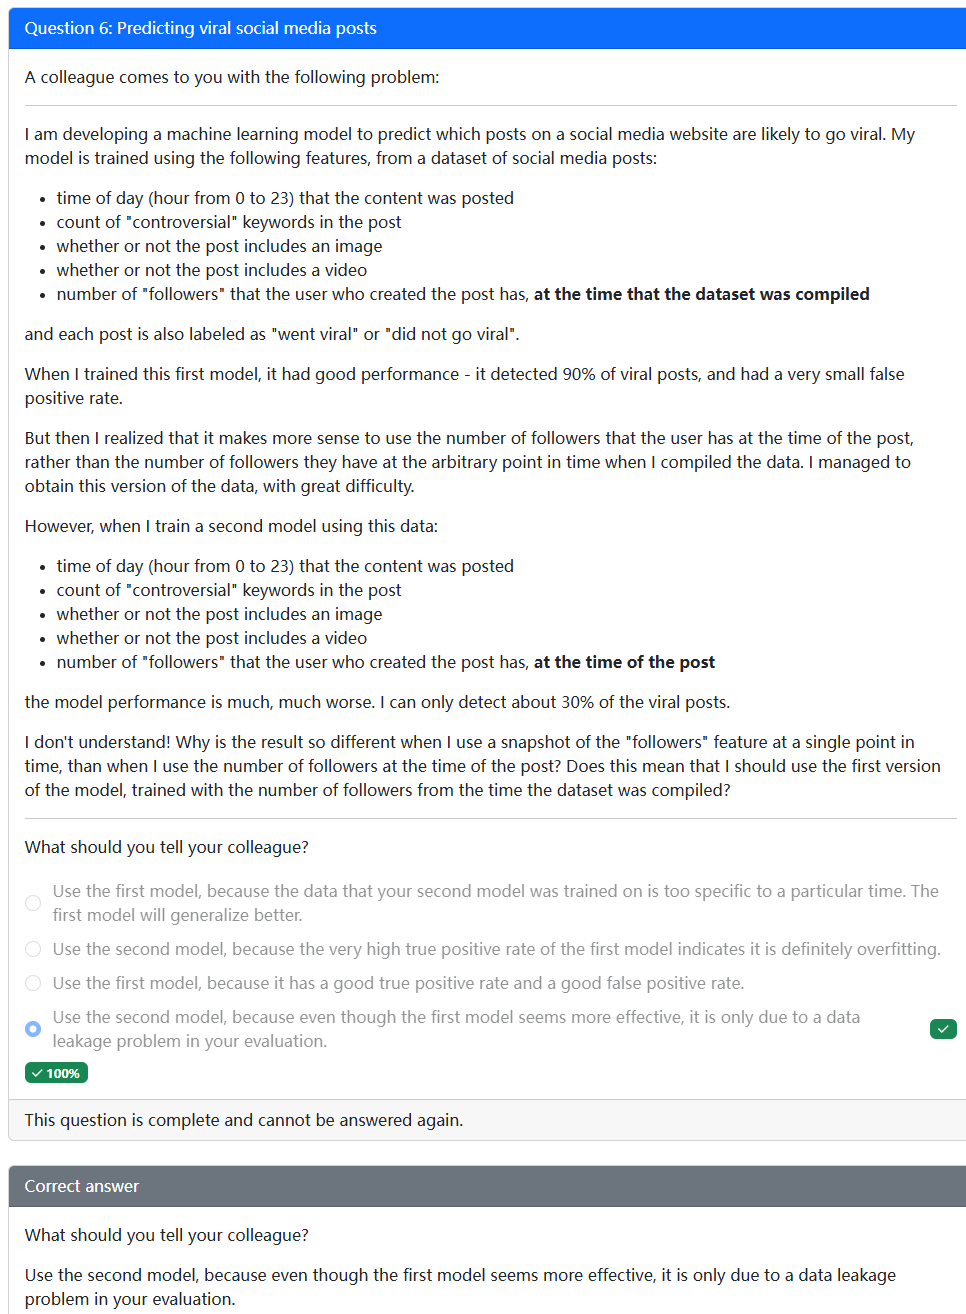 Question 6: Predicting viral social media posts
A colleague comes to you with the following problem:
I am developing a machine learning model to predict which posts on a social media website are likely to go viral. My
model is trained using the following features, from a dataset of social media posts:
• time of day (hour from 0 to 23) that the content was posted
• count of "controversial" keywords in the post
• whether or not the post includes an image
• whether or not the post includes a video
• number of "followers" that the user who created the post has, at the time that the dataset was compiled
and each post is also labeled as "went viral" or "did not go viral".
When I trained this first model, it had good performance - it detected 90% of viral posts, and had a very small false
positive rate.
But then I realized that it makes more sense to use the number of followers that the user has at the time of the post,
rather than the number of followers they have at the arbitrary point in time when I compiled the data. I managed to
obtain this version of the data, with great difficulty.
However, when I train a second model using this data:
• time of day (hour from 0 to 23) that the content was posted
• count of "controversial" keywords in the post
• whether or not the post includes an image
• whether or not the post includes a video
• number of "followers" that the user who created the post has, at the time of the post
the model performance is much, much worse. I can only detect about 30% of the viral posts.
I don't understand! Why is the result so different when I use a snapshot of the "followers" feature at a single point in
time, than when I use the number of followers at the time of the post? Does this mean that I should use the first version
of the model, trained with the number of followers from the time the dataset was compiled?
What should you tell your colleague?
Use the first model, because the data that your second model was trained on is too specific to a particular time. The
first model will generalize better.
Use the second model, because the very high true positive rate of the first model indicates it is definitely overfitting.
Use the first model, because it has a good true positive rate and a good false positive rate.
Use the second model, because even though the first model seems more effective, it is only due to a data
leakage problem in your evaluation.
✓ 100%
This question is complete and cannot be answered again.
Correct answer
What should you tell your colleague?
Use the second model, because even though the first model seems more effective, it is only due to a data leakage
problem in your evaluation.